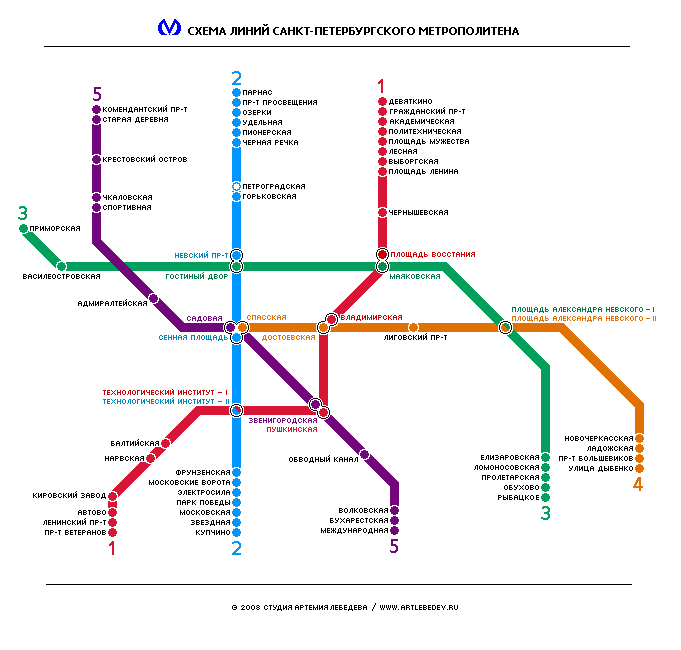 СХЕМА ЛИНИЙ САНКТ-ПЕТЕРБУРГСКОГО МЕТРОПОЛИТЕНА
5
КОМЕНДАНТСКИЙ ПР-Т
СТАРАЯ ДЕРЕВНЯ
КРЕСТОВСКИЙ ОСТРОВ
ЧКАЛОВСКАЯ
СПОРТИВНАЯ
2
ПАРНАС
ПР-Т ПРОСВЕЩЕНИЯ
ОЗЕРКИ
УДЕЛЬНАЯ
ПИОНЕРСКАЯ
ЧЕРНАЯ РЕЧКА
ПЕТРОГРАДСКАЯ
ГОРЬКОВСКАЯ
1
ДЕВЯТКИНО
ГРАЖДАНСКИЙ ПР-Т
АКАДЕМИЧЕСКАЯ
ПОЛИТЕХНИЧЕСКАЯ
ПЛОЩАДЬ МУЖЕСТВА
ЛЕСНАЯ
ВЫБОРГСКАЯ
ПЛОЩАДЬ ЛЕНИНА
ЧЕРНЫШЕВСКАЯ
3
ПРИМОРСКАЯ
ВАСИЛЕОСТРОВСКАЯ
НЕВСКИЙ ПР-Т
ГОСТИНЫЙ ДВОР
ПЛОЩАДЬ ВОССТАНИЯ
МАЯКОВСКАЯ
АДМИРАЛТЕЙСКАЯ
САДОВАЯ
СПАССКАЯ
СЕННАЯ ПЛОЩАДЬ
ДОСТОЕВСКАЯ
ВЛАДИМИРСКАЯ
ЛИГОВСКИЙ ПР-Т
ПЛОЩАДЬ АЛЕКСАНДРА НЕВСКОГО – I
ПЛОЩАДЬ АЛЕКСАНДРА НЕВСКОГО – II
ТЕХНОЛОГИЧЕСКИЙ ИНСТИТУТ – I
ТЕХНОЛОГИЧЕСКИЙ ИНСТИТУТ – II
ЗВЕНИГОРОДСКАЯ
ПУШКИНСКАЯ
БАЛТИЙСКАЯ
НАРВСКАЯ
КИРОВСКИЙ ЗАВОД
АВТОВО
ЛЕНИНСКИЙ ПР-Т
ПР-Т ВЕТЕРАНОВ
1
ФРУНЗЕНСКАЯ
МОСКОВСКИЕ ВОРОТА
ЭЛЕКТРОСИЛА
ПАРК ПОБЕДЫ
МОСКОВСКАЯ
ЗВЕЗДНАЯ
КУПЧИНО
2
ОБВОДНЫЙ КАНАЛ
ВОЛКОВСКАЯ
БУХАРЕСТСКАЯ
МЕЖДУНАРОДНАЯ
5
ЕЛИЗАРОВСКАЯ
ЛОМОНОСОВСКАЯ
ПРОЛЕТАРСКАЯ
ОБУХОВО
РЫБАЦКОЕ
3
НОВОЧЕРКАССКАЯ
ЛАДОЖСКАЯ
ПР-Т БОЛЬШЕВИКОВ
УЛИЦА ДЫБЕНКО
4
© 2008 СТУДИЯ АРТЕМИЯ ЛЕБЕДЕВА / WWW.ARTLEBEDEV.RU